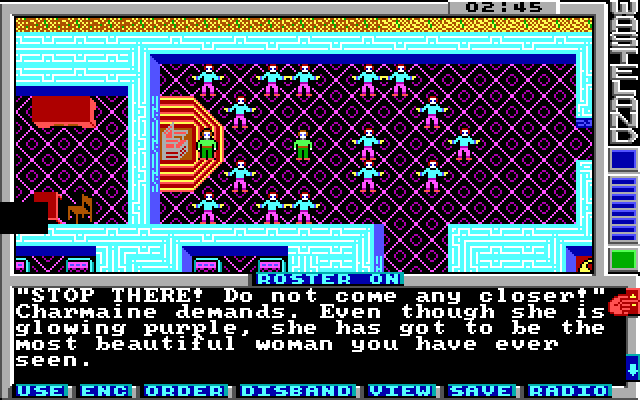 02:45
WASTELAND
ROSTER ON
"STOP THERE! Do not come any closer!"
Charmaine demands. Even though she is
glowing purple, she has got to be the
most beautiful woman you have ever
seen.
USE ENC ORDER DISBAND VIEW SAVE RADIO